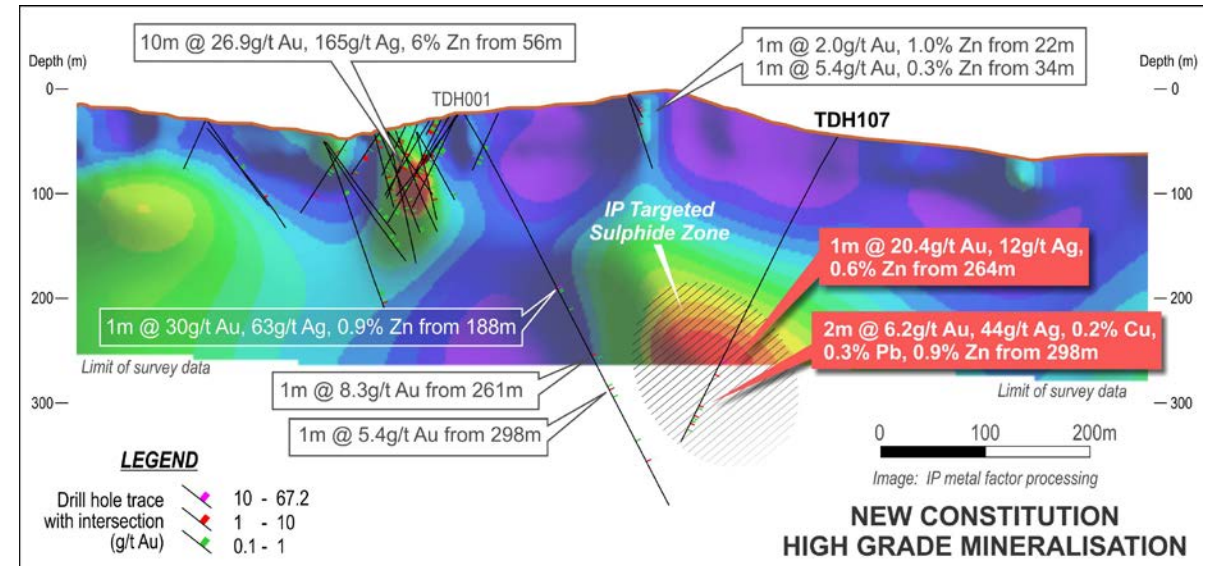 10m @ 26.9g/t Au, 165g/t Ag, 6% Zn from 56m
1m @ 2.0g/t Au, 1.0% Zn from 22m
1m @ 5.4g/t Au, 0.3% Zn from 34m
Depth (m)
Depth (m)
0
0
TDH001
TDH107
100
100
IP Targeted
Sulphide Zone
1m @ 20.4g/t Au, 12g/t Ag,
0.6% Zn from 264m
200
200
1m @ 30g/t Au, 63g/t Ag, 0.9% Zn from 188m
2m @ 6.2g/t Au, 44g/t Ag, 0.2% Cu,
0.3% Pb, 0.9% Zn from 298m
Limit of survey data
Limit of survey data
1m @ 8.3g/t Au from 261m
300
300
1m @ 5.4g/t Au from 298m
0 100 200m
Image: IP metal factor processing
LEGEND
Drill hole trace
with intersection
(g/t Au)
10 - 67.2
1 - 10
0.1 - 1
NEW CONSTITUTION
HIGH GRADE MINERALISATION